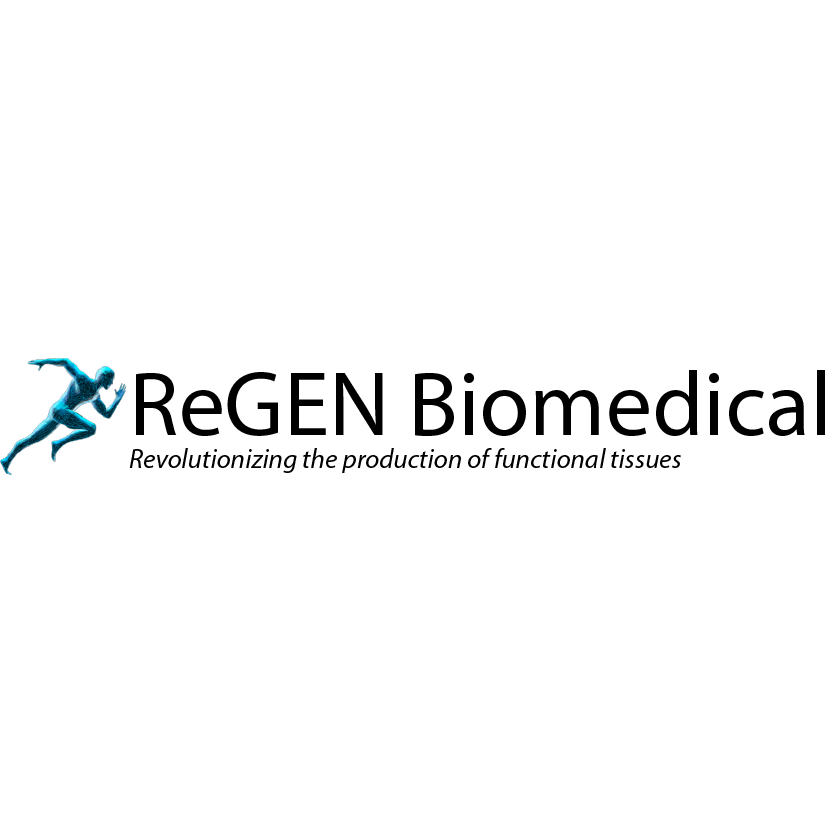 ReGEN Biomedical
Revolutionizing the production of functional tissues